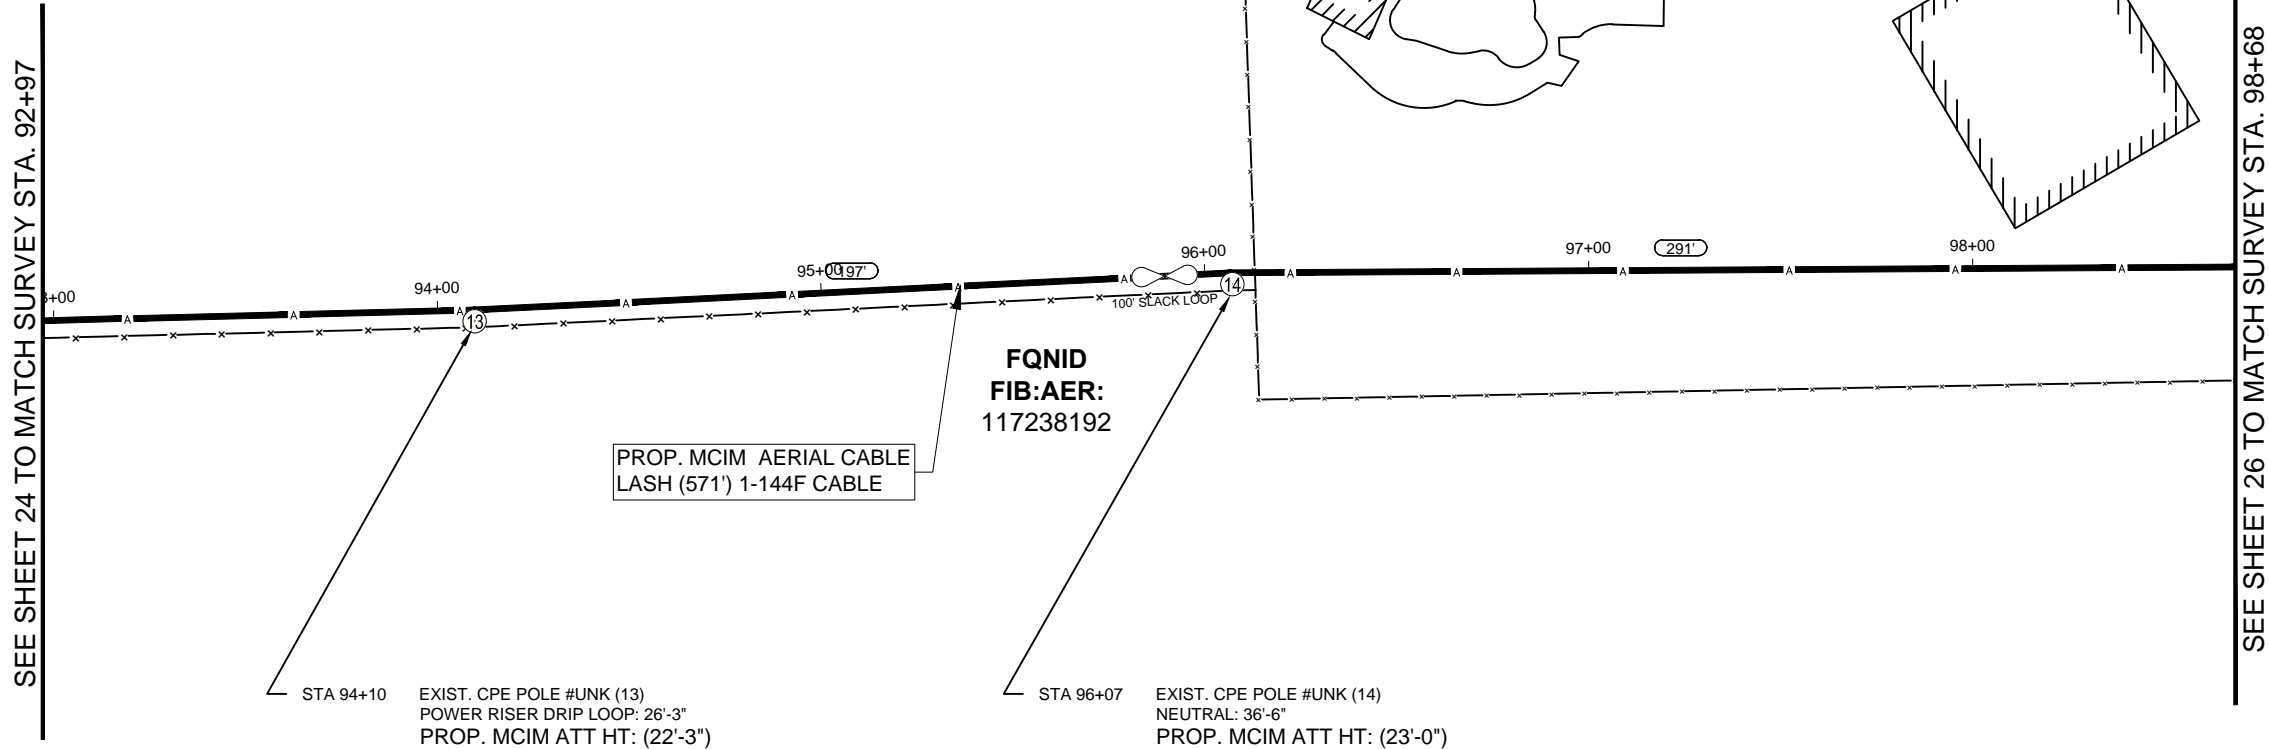 SEE SHEET 24 TO MATCH SURVEY STA. 92+97
3+00
94+00
95+00
197'
96+00
97+00
291'
98+00
A A A A A A A A A A A A A
13
14
100' SLACK LOOP
FQNID
FIB:AER:
117238192
PROP. MCIM AERIAL CABLE
LASH (571') 1-144F CABLE
STA 94+10 EXIST. CPE POLE #UNK (13)
POWER RISER DRIP LOOP: 26'-3"
PROP. MCIM ATT HT: (22'-3")
STA 96+07 EXIST. CPE POLE #UNK (14)
NEUTRAL: 36'-6"
PROP. MCIM ATT HT: (23'-0")
SEE SHEET 26 TO MATCH SURVEY STA. 98+68